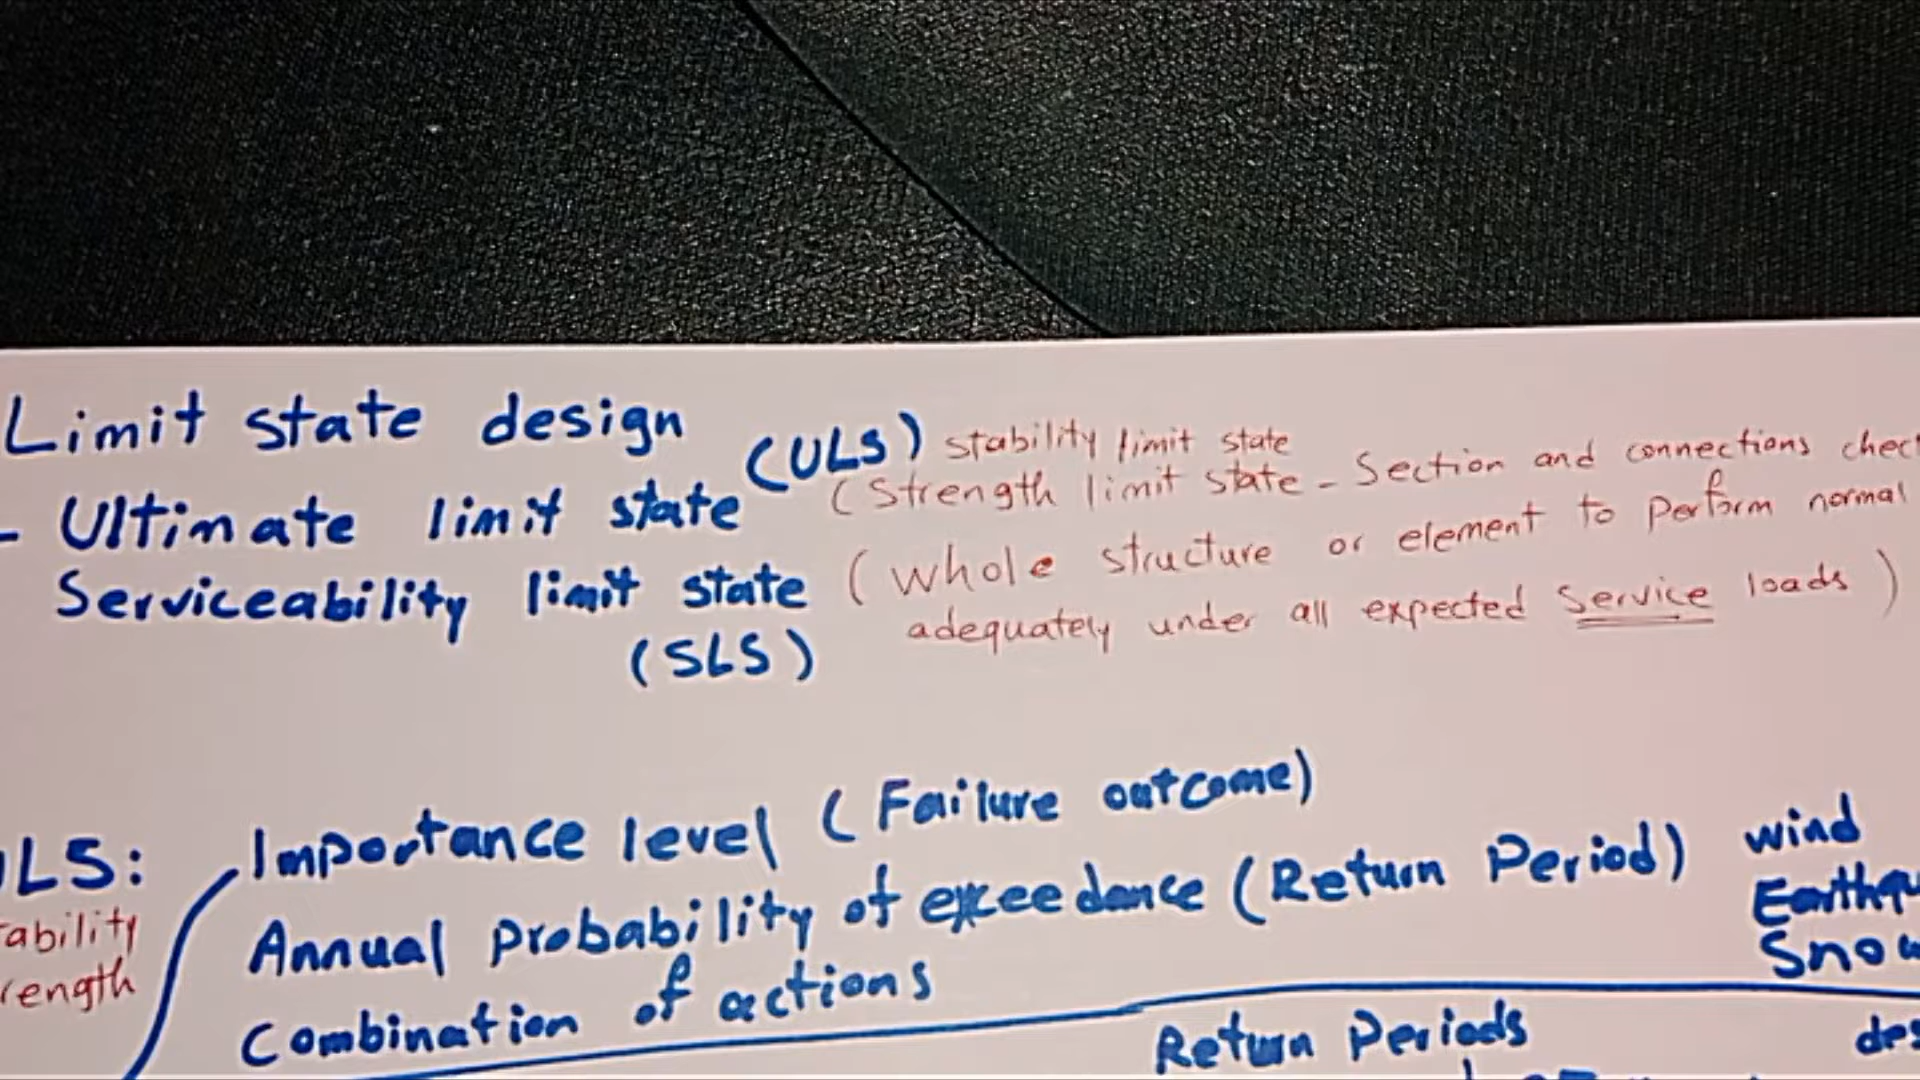 Limit state design
- Ultimate limit state (ULS) stability limit state
(Strength limit state - Section and connections
Serviceability limit state (Whole structure or element to perform normal
(SLS) adequately under all expected service loads)
LS: Importance level (Failure outcome)
Annual probability of exceedance (Return Period) wind
Snow
Combination of actions
Return Periods